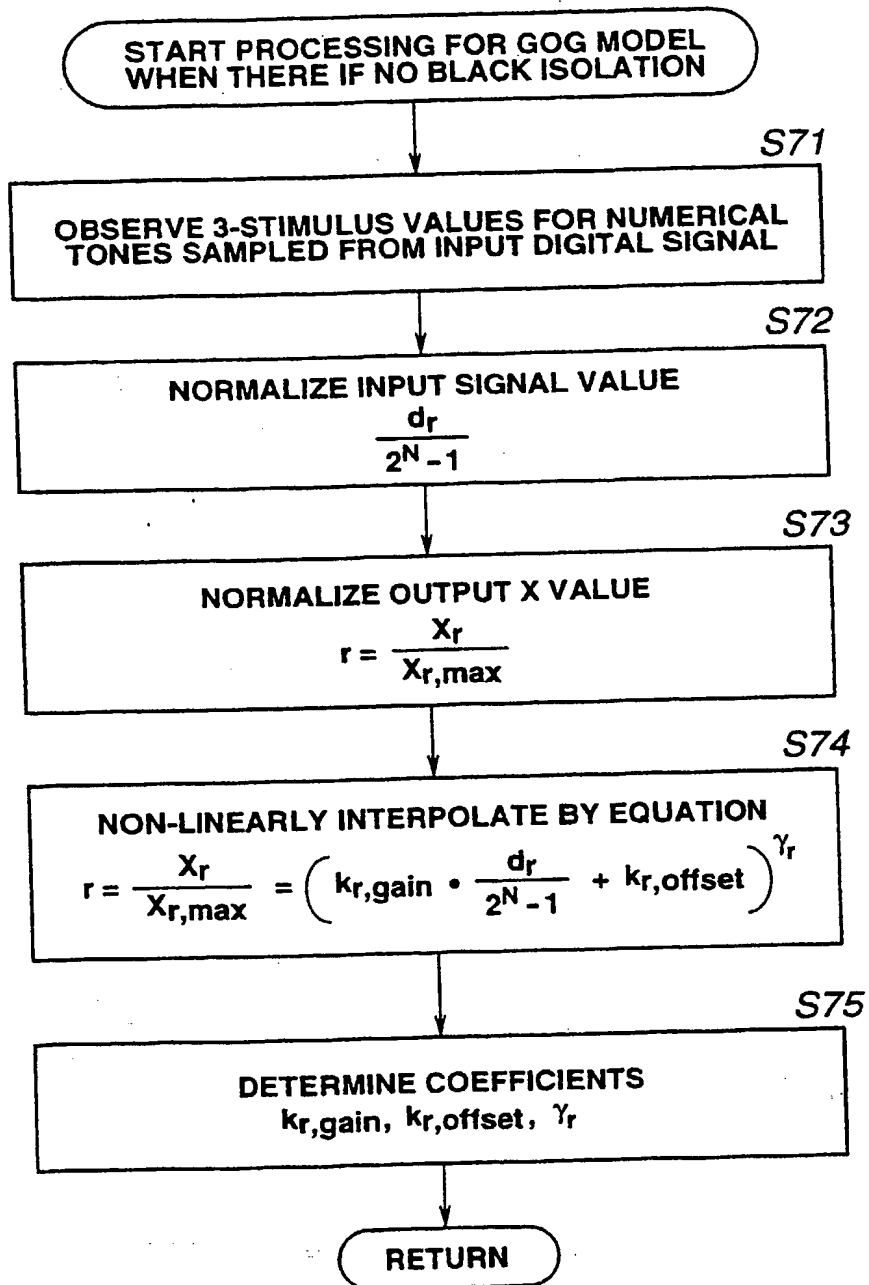 START PROCESSING FOR GOG MODEL
WHEN THERE IF NO BLACK ISOLATION
S71
OBSERVE 3-STIMULUS VALUES FOR NUMERICAL
TONES SAMPLED FROM INPUT DIGITAL SIGNAL
S72
NORMALIZE INPUT SIGNAL VALUE
dr
2^N - 1
S73
NORMALIZE OUTPUT X VALUE
r = Xr / Xr,max
S74
NON-LINEARLY INTERPOLATE BY EQUATION
r = Xr / Xr,max = ( kr,gain • dr / 2^N - 1 + kr,offset )^γr
S75
DETERMINE COEFFICIENTS
kr,gain, kr,offset, γr
RETURN